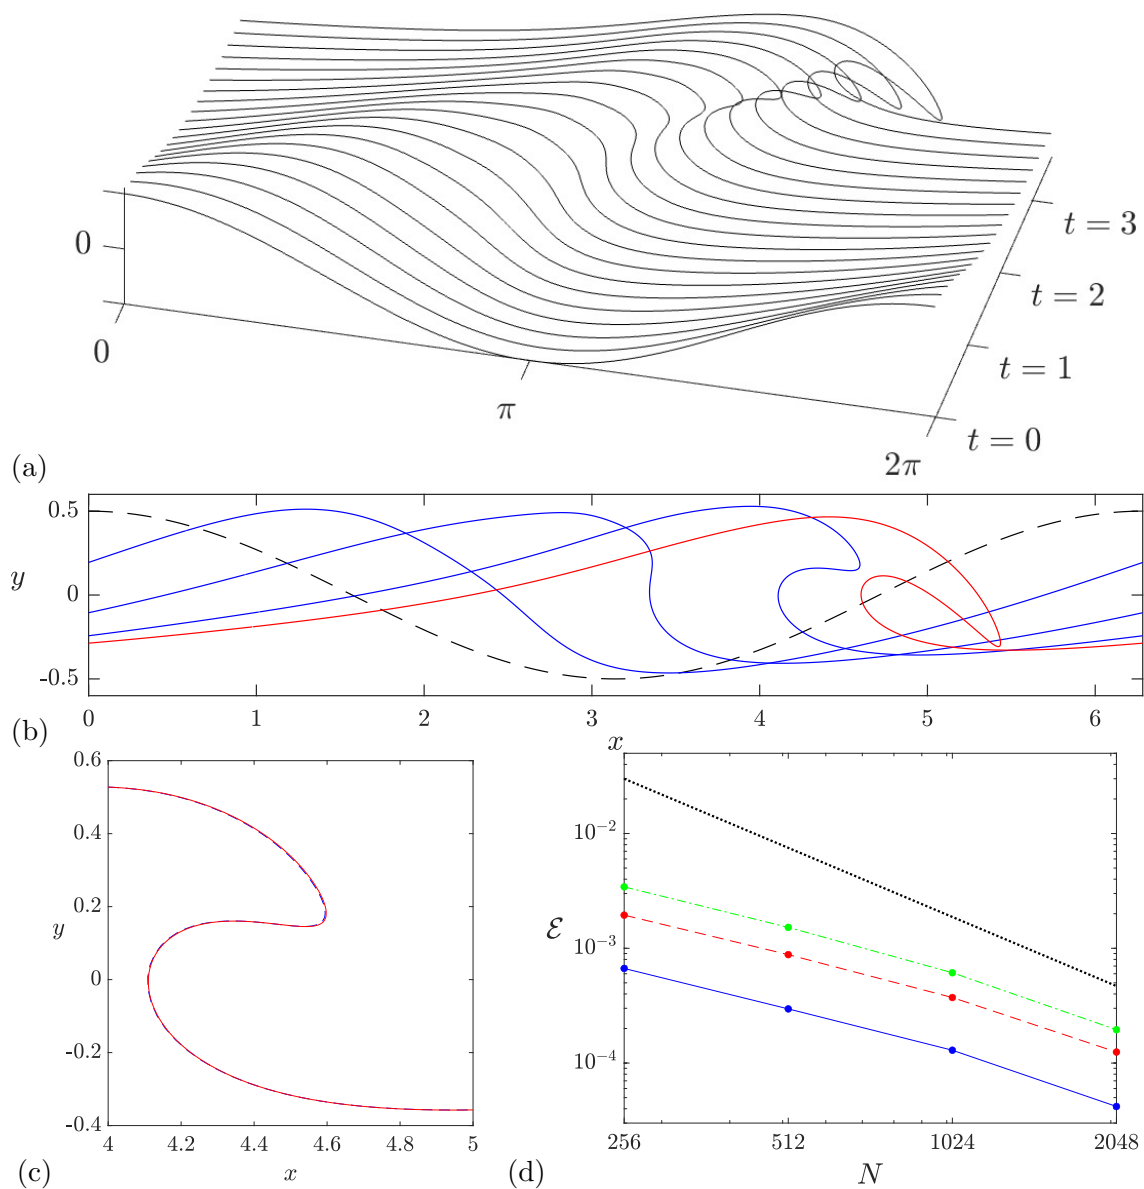 0
0
π
2π
t = 0
t = 1
t = 2
t = 3
(a)
0.5
0
-0.5
y
0 1 2 3 4 5 6
x
(b)
0.6
0.4
0.2
0
-0.2
-0.4
y
4 4.2 4.4 4.6 4.8 5
x
(c)
10⁻²
10⁻³
10⁻⁴
ℰ
256 512 1024 2048
N
(d)